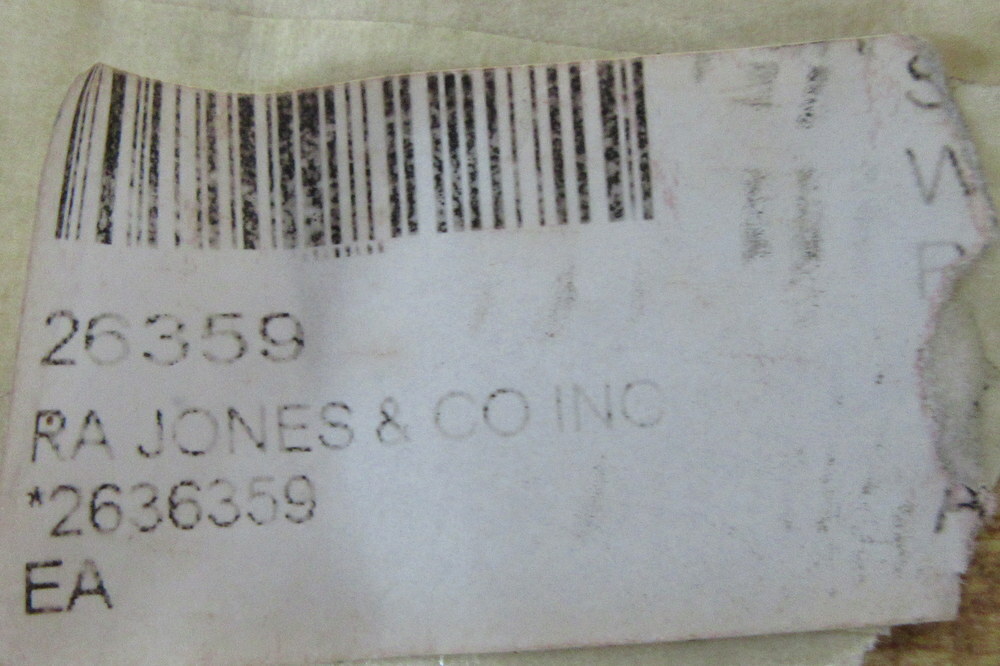 26359
RA JONES & CO INC
*2636359
EA
S
W
P
A